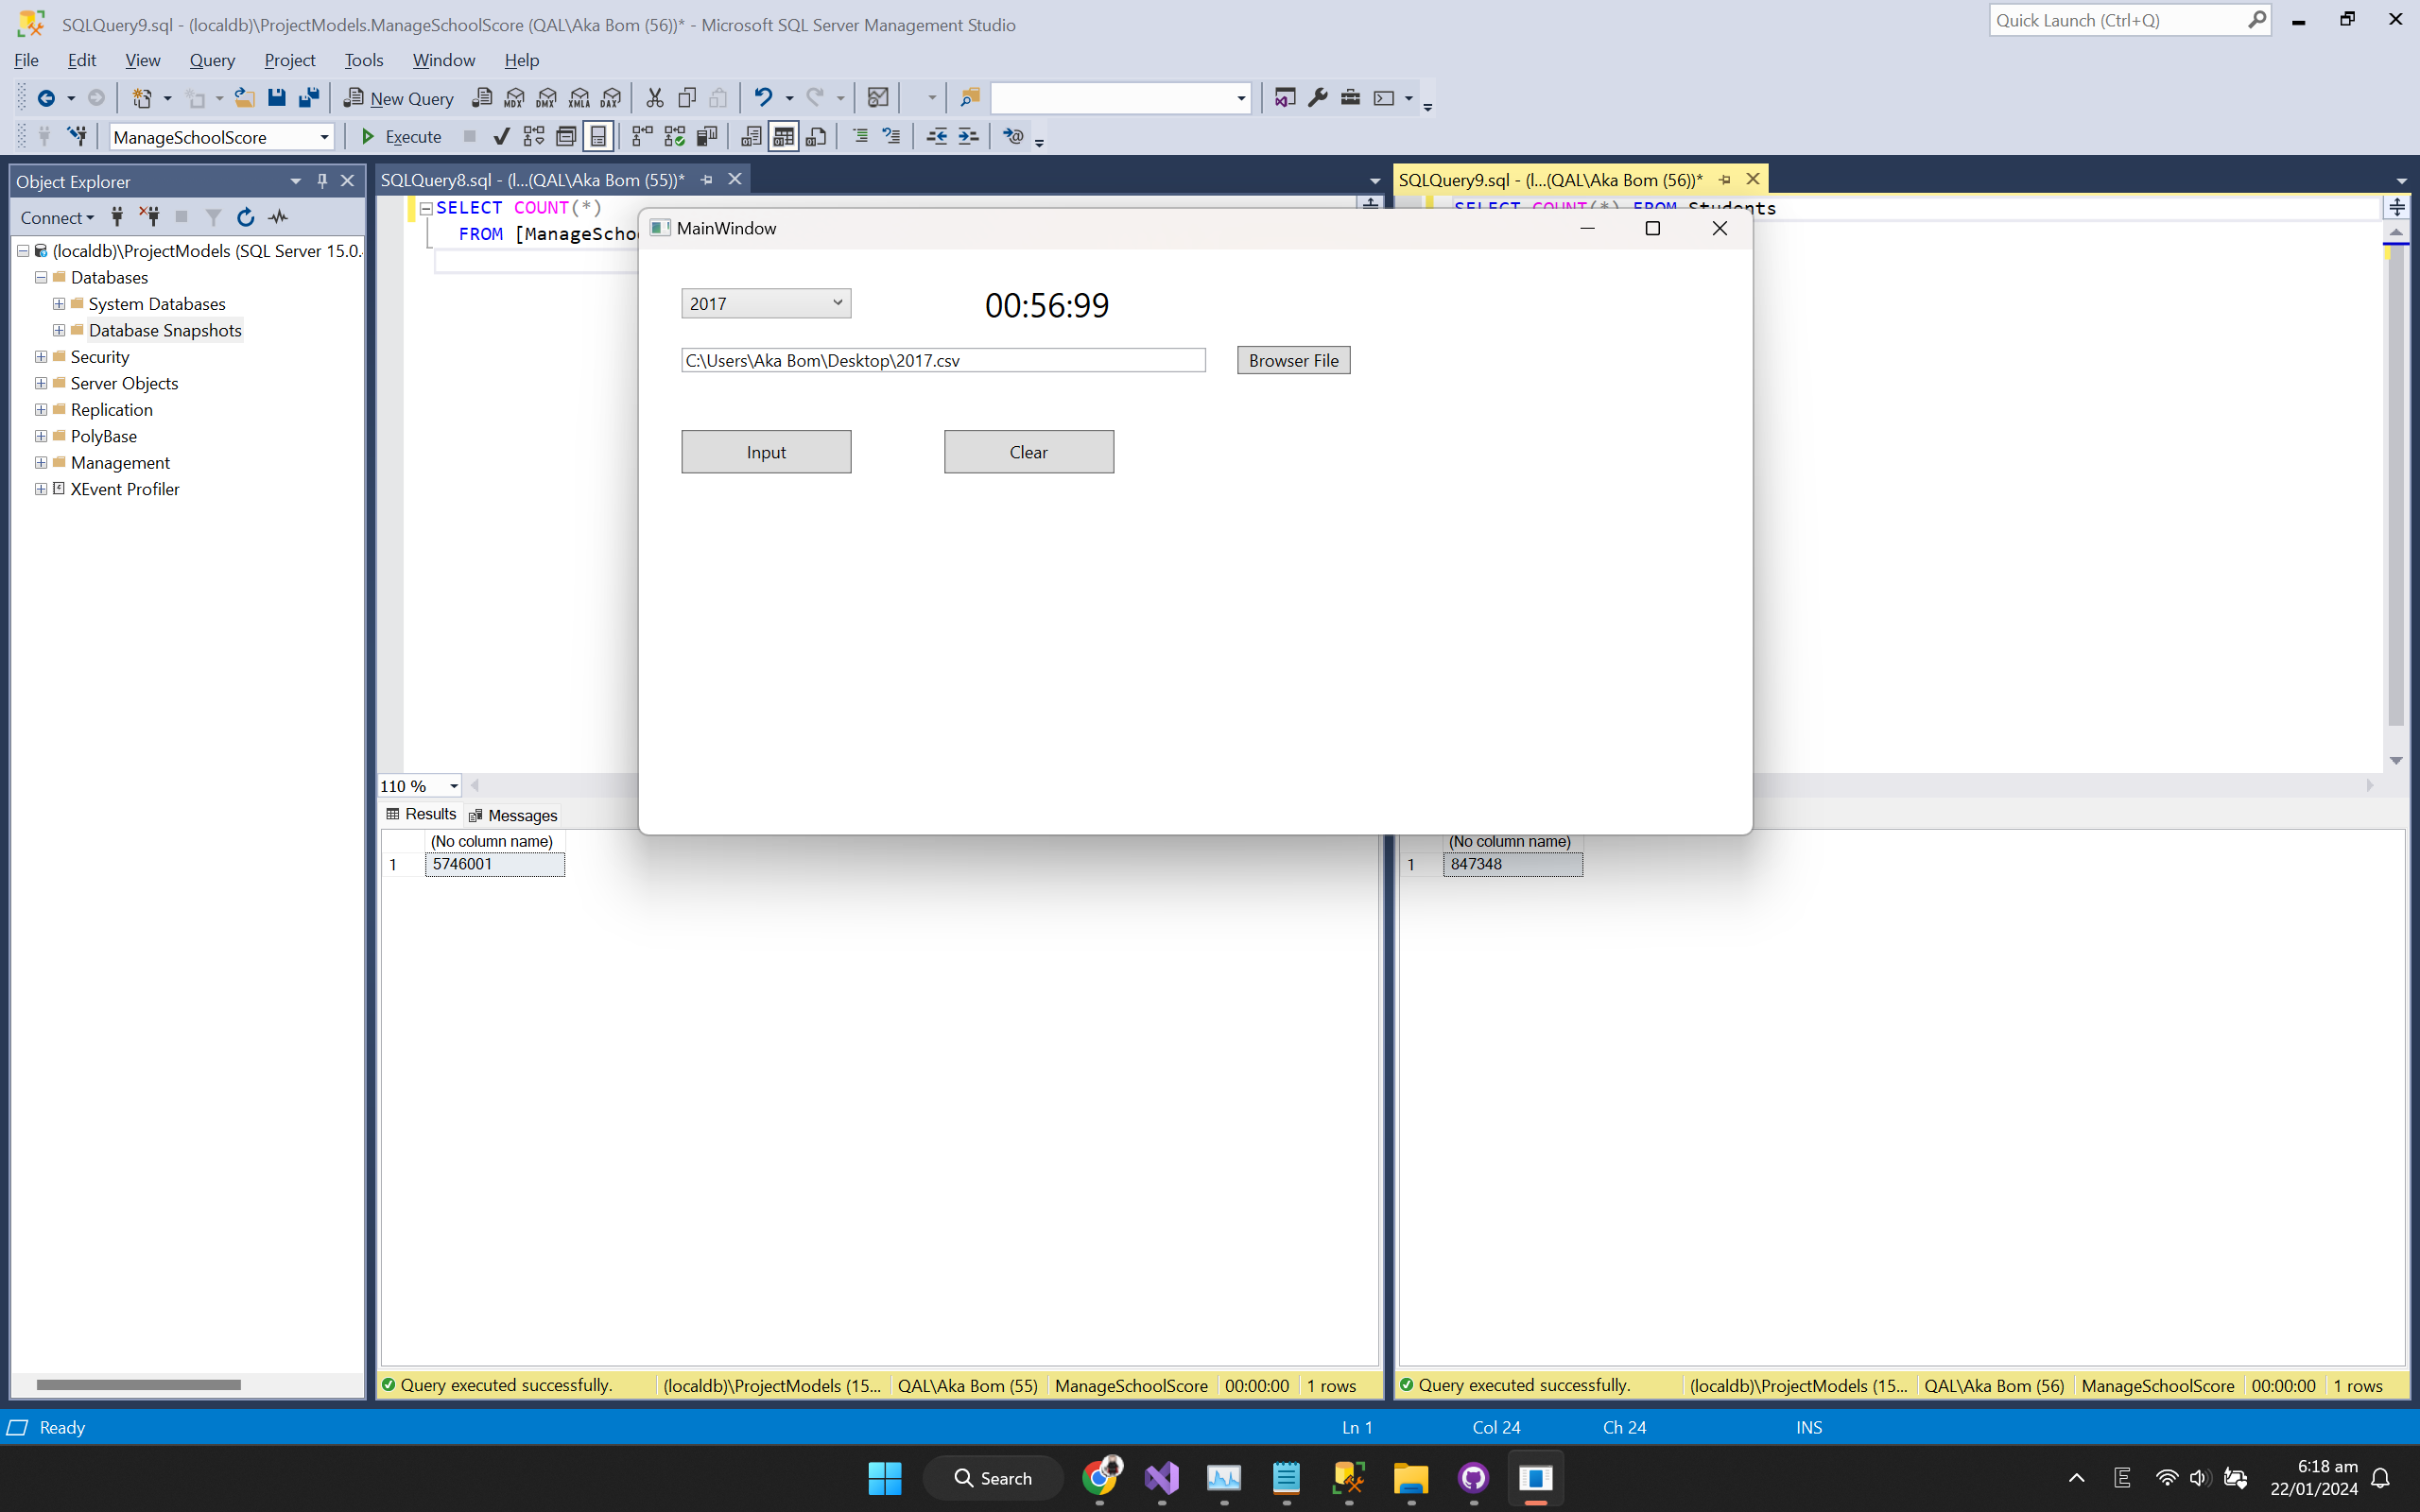 SQLQuery9.sql - (localdb)\ProjectModels.ManageSchoolScore (QAL\Aka Bom (56))* - Microsoft SQL Server Management Studio
Quick Launch (Ctrl+Q)
File Edit View Query Project Tools Window Help
New Query MDX DMX XMLA DAX
ManageSchoolScore Execute
Object Explorer
Connect
(localdb)\ProjectModels (SQL Server 15.0.
Databases
System Databases
Database Snapshots
Security
Server Objects
Replication
PolyBase
Management
XEvent Profiler
SQLQuery8.sql - (l...(QAL\Aka Bom (55))*
SELECT COUNT(*)
FROM [ManageScho
SQLQuery9.sql - (l...(QAL\Aka Bom (56))*
SELECT COUNT(*) FROM Students
MainWindow
2017
00:56:99
C:\Users\Aka Bom\Desktop\2017.csv
Browser File
Input
Clear
110 %
Results Messages
(No column name)
1 5746001
(No column name)
1 847348
Query executed successfully. (localdb)\ProjectModels (15... QAL\Aka Bom (55) ManageSchoolScore 00:00:00 1 rows
Query executed successfully. (localdb)\ProjectModels (15... QAL\Aka Bom (56) ManageSchoolScore 00:00:00 1 rows
Ready Ln 1 Col 24 Ch 24 INS
Search
E
6:18 am
22/01/2024